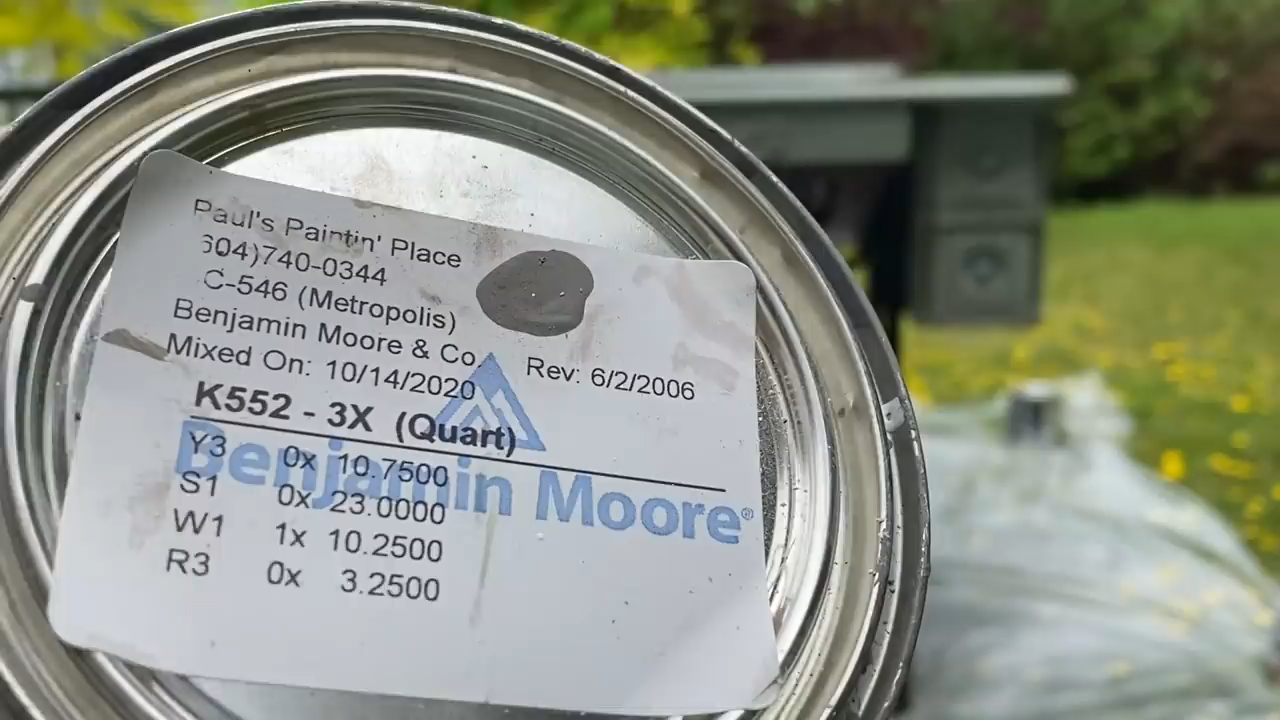 Paul's Paintin' Place
604)740-0344
C-546 (Metropolis)
Benjamin Moore & Co
Mixed On: 10/14/2020
Rev: 6/2/2006
K552 - 3X (Quart)
Y3 0x 10.7500
S1 0x 23.0000
W1 1x 10.2500
R3 0x 3.2500
Benjamin Moore®